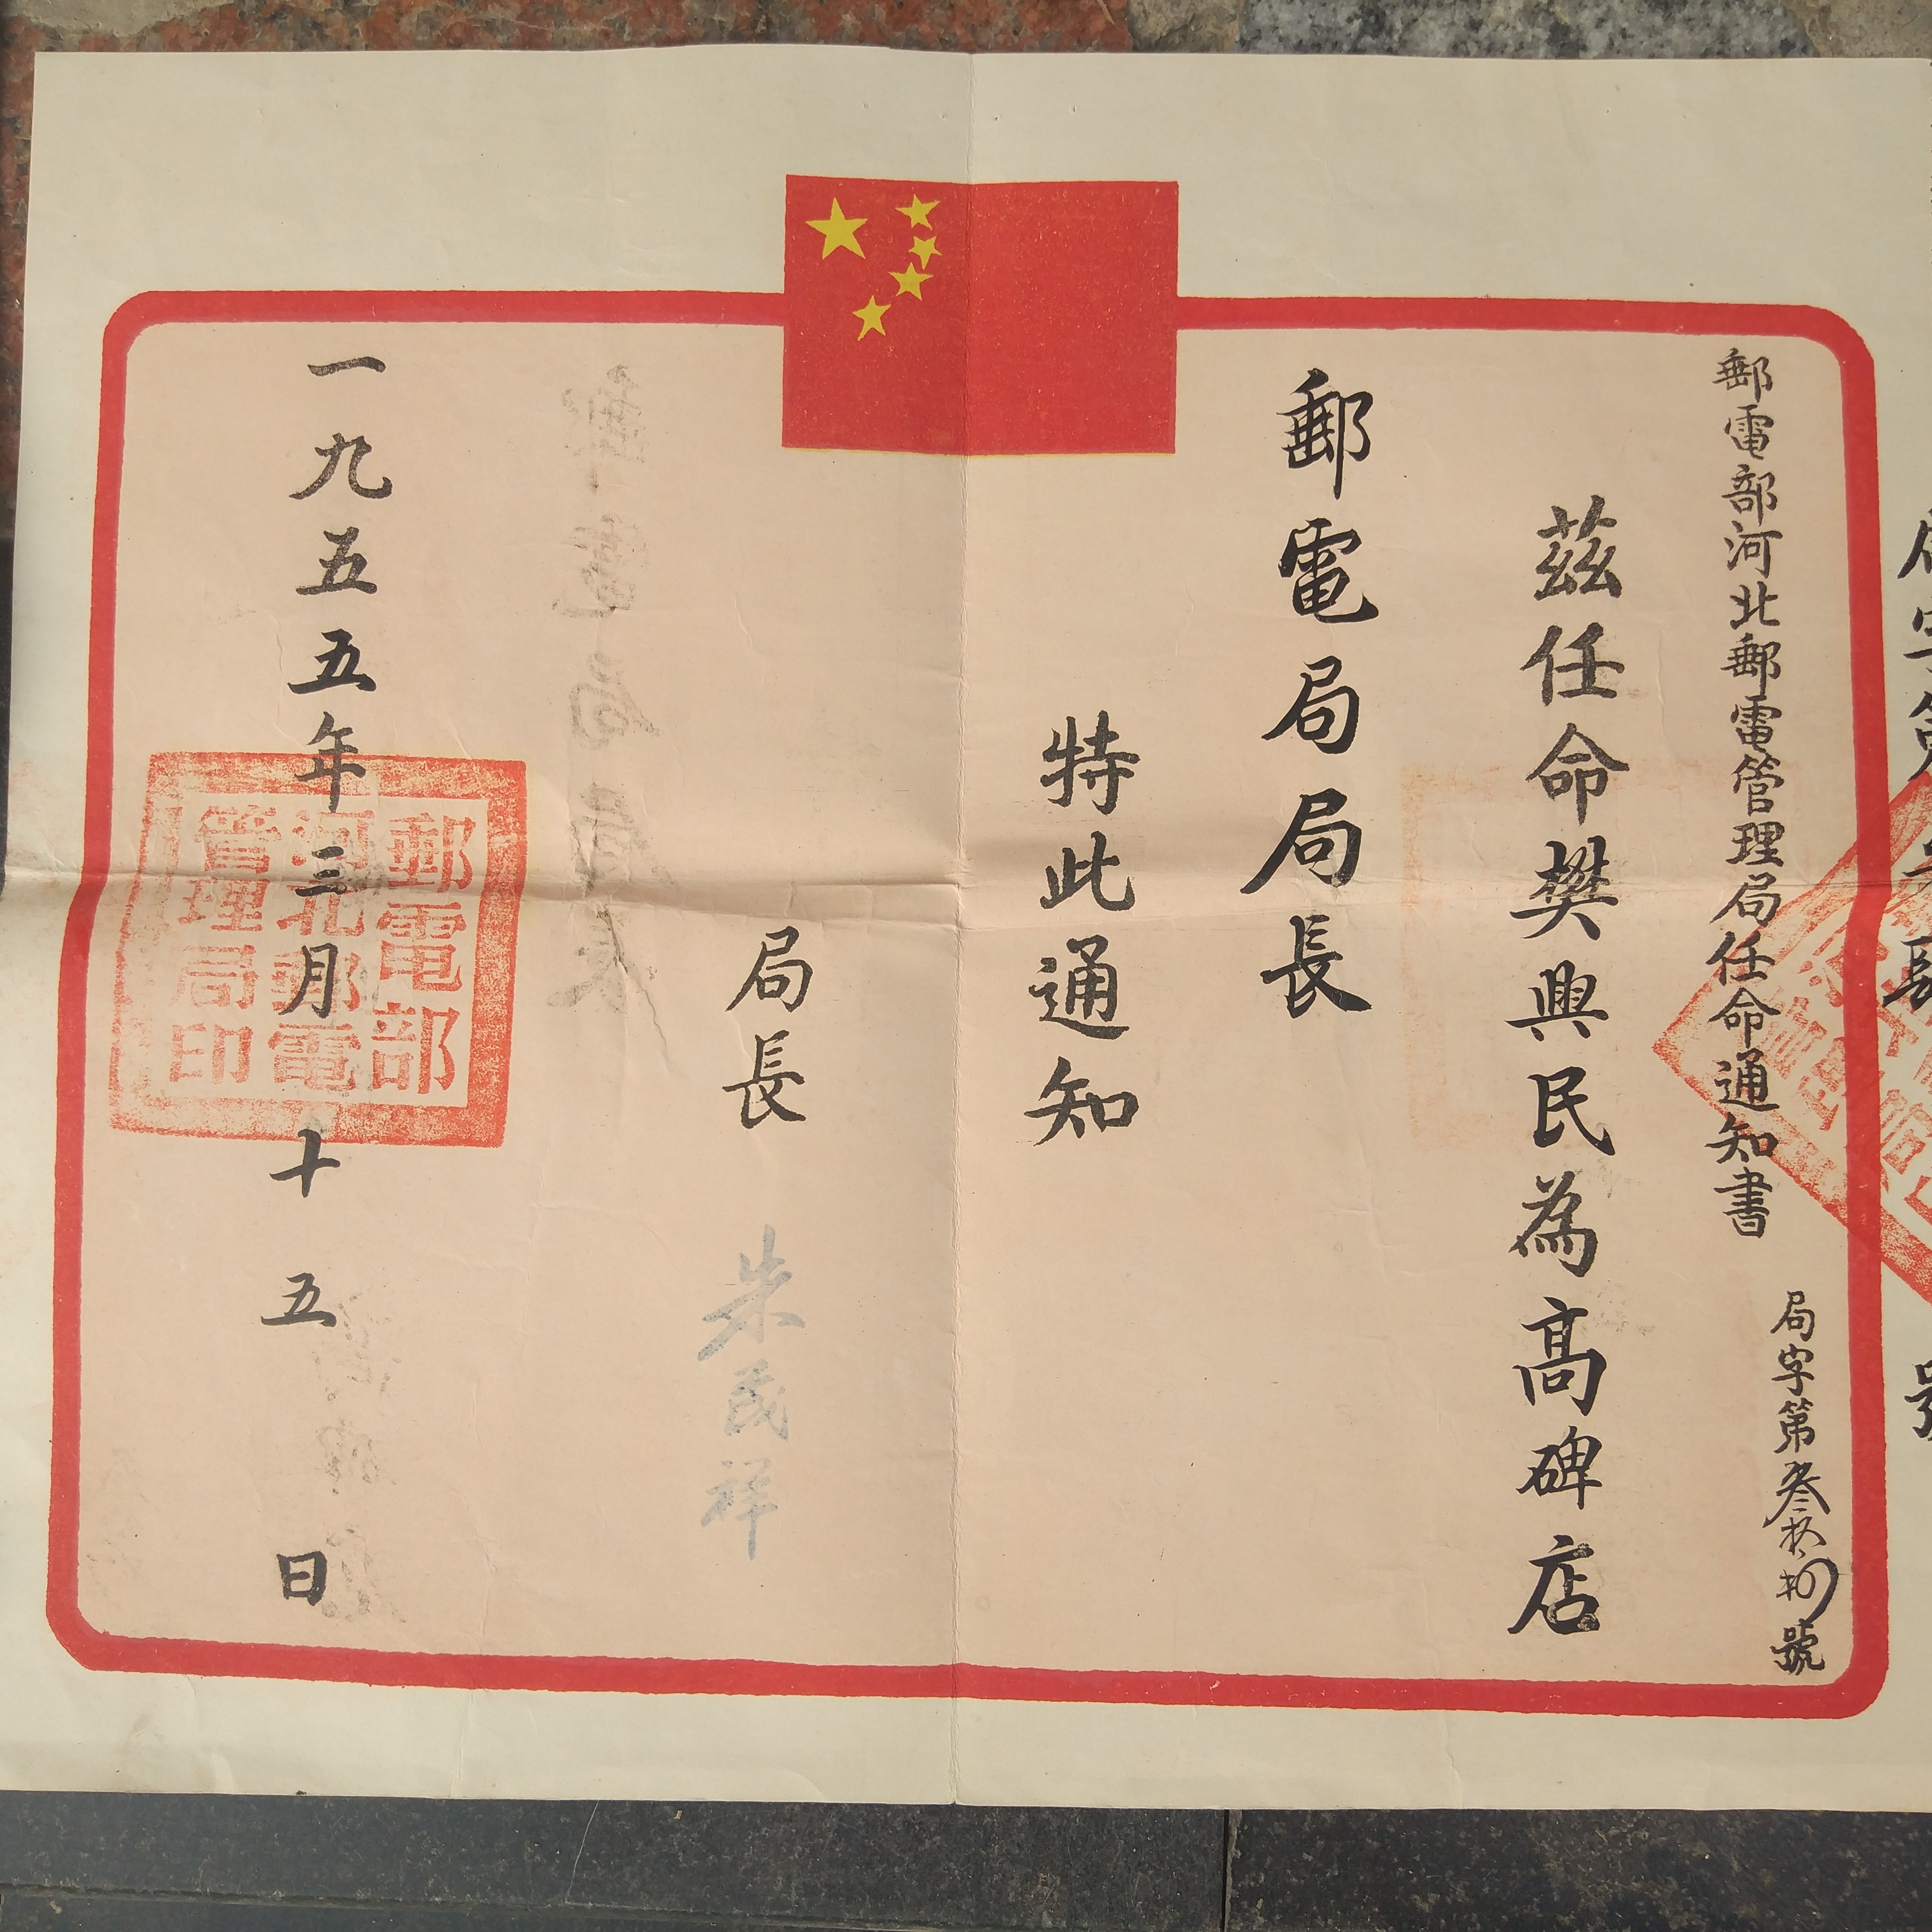 郵電部河北郵電管理局任命通知書
局字第叁拾捌號
茲任命樊興民為高碑店
郵電局局長
特此通知
局長 朱民祥
一九五五年三月十五日
郵電部
河北郵電
管理局印